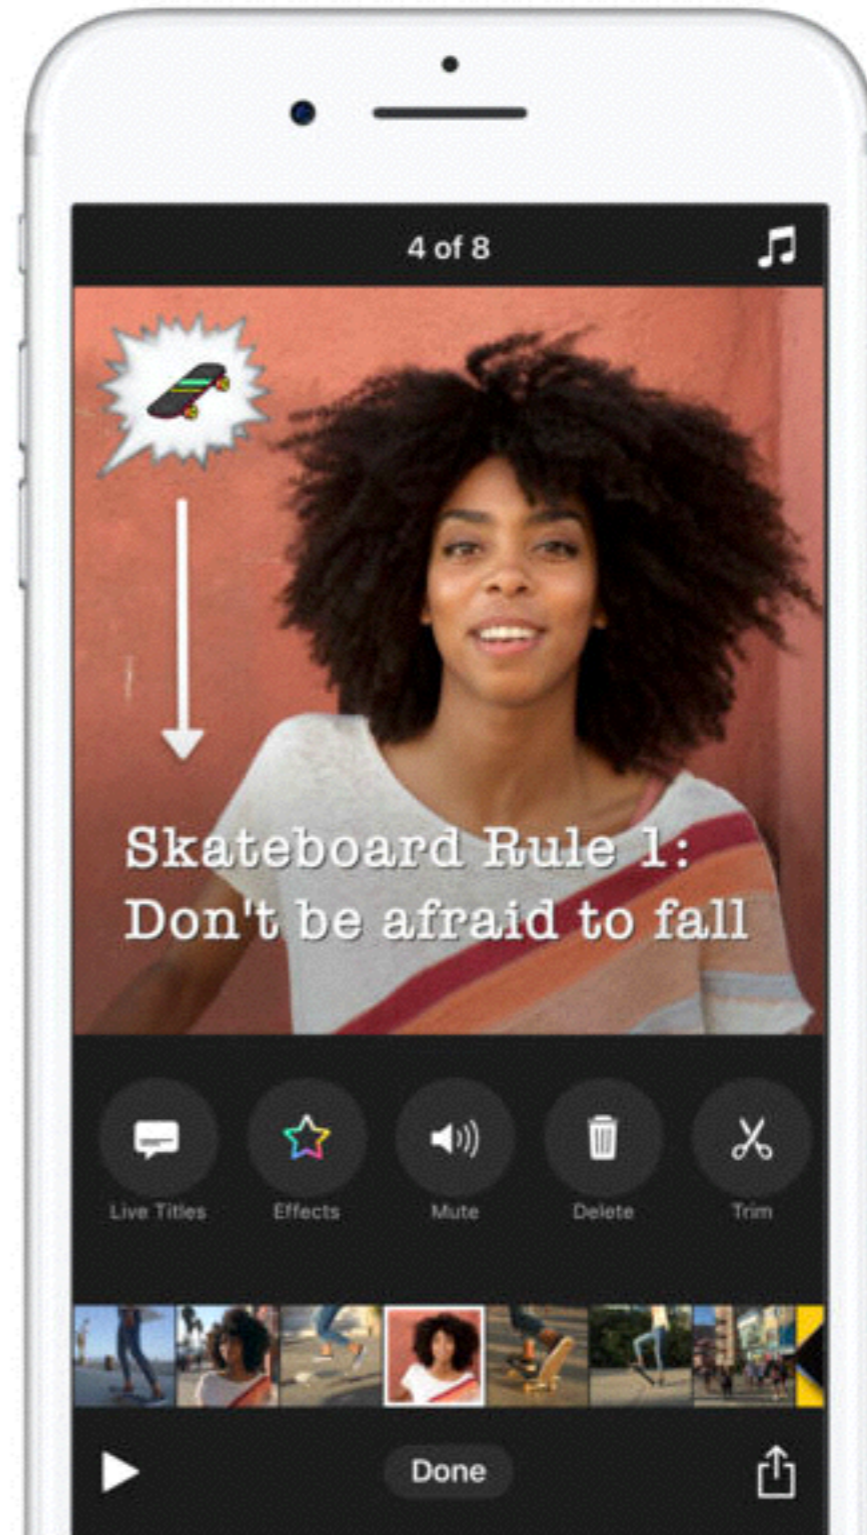 4 of 8
Skateboard Rule 1:
Don't be afraid to fall
Live Titles
Effects
Mute
Delete
Trim
Done